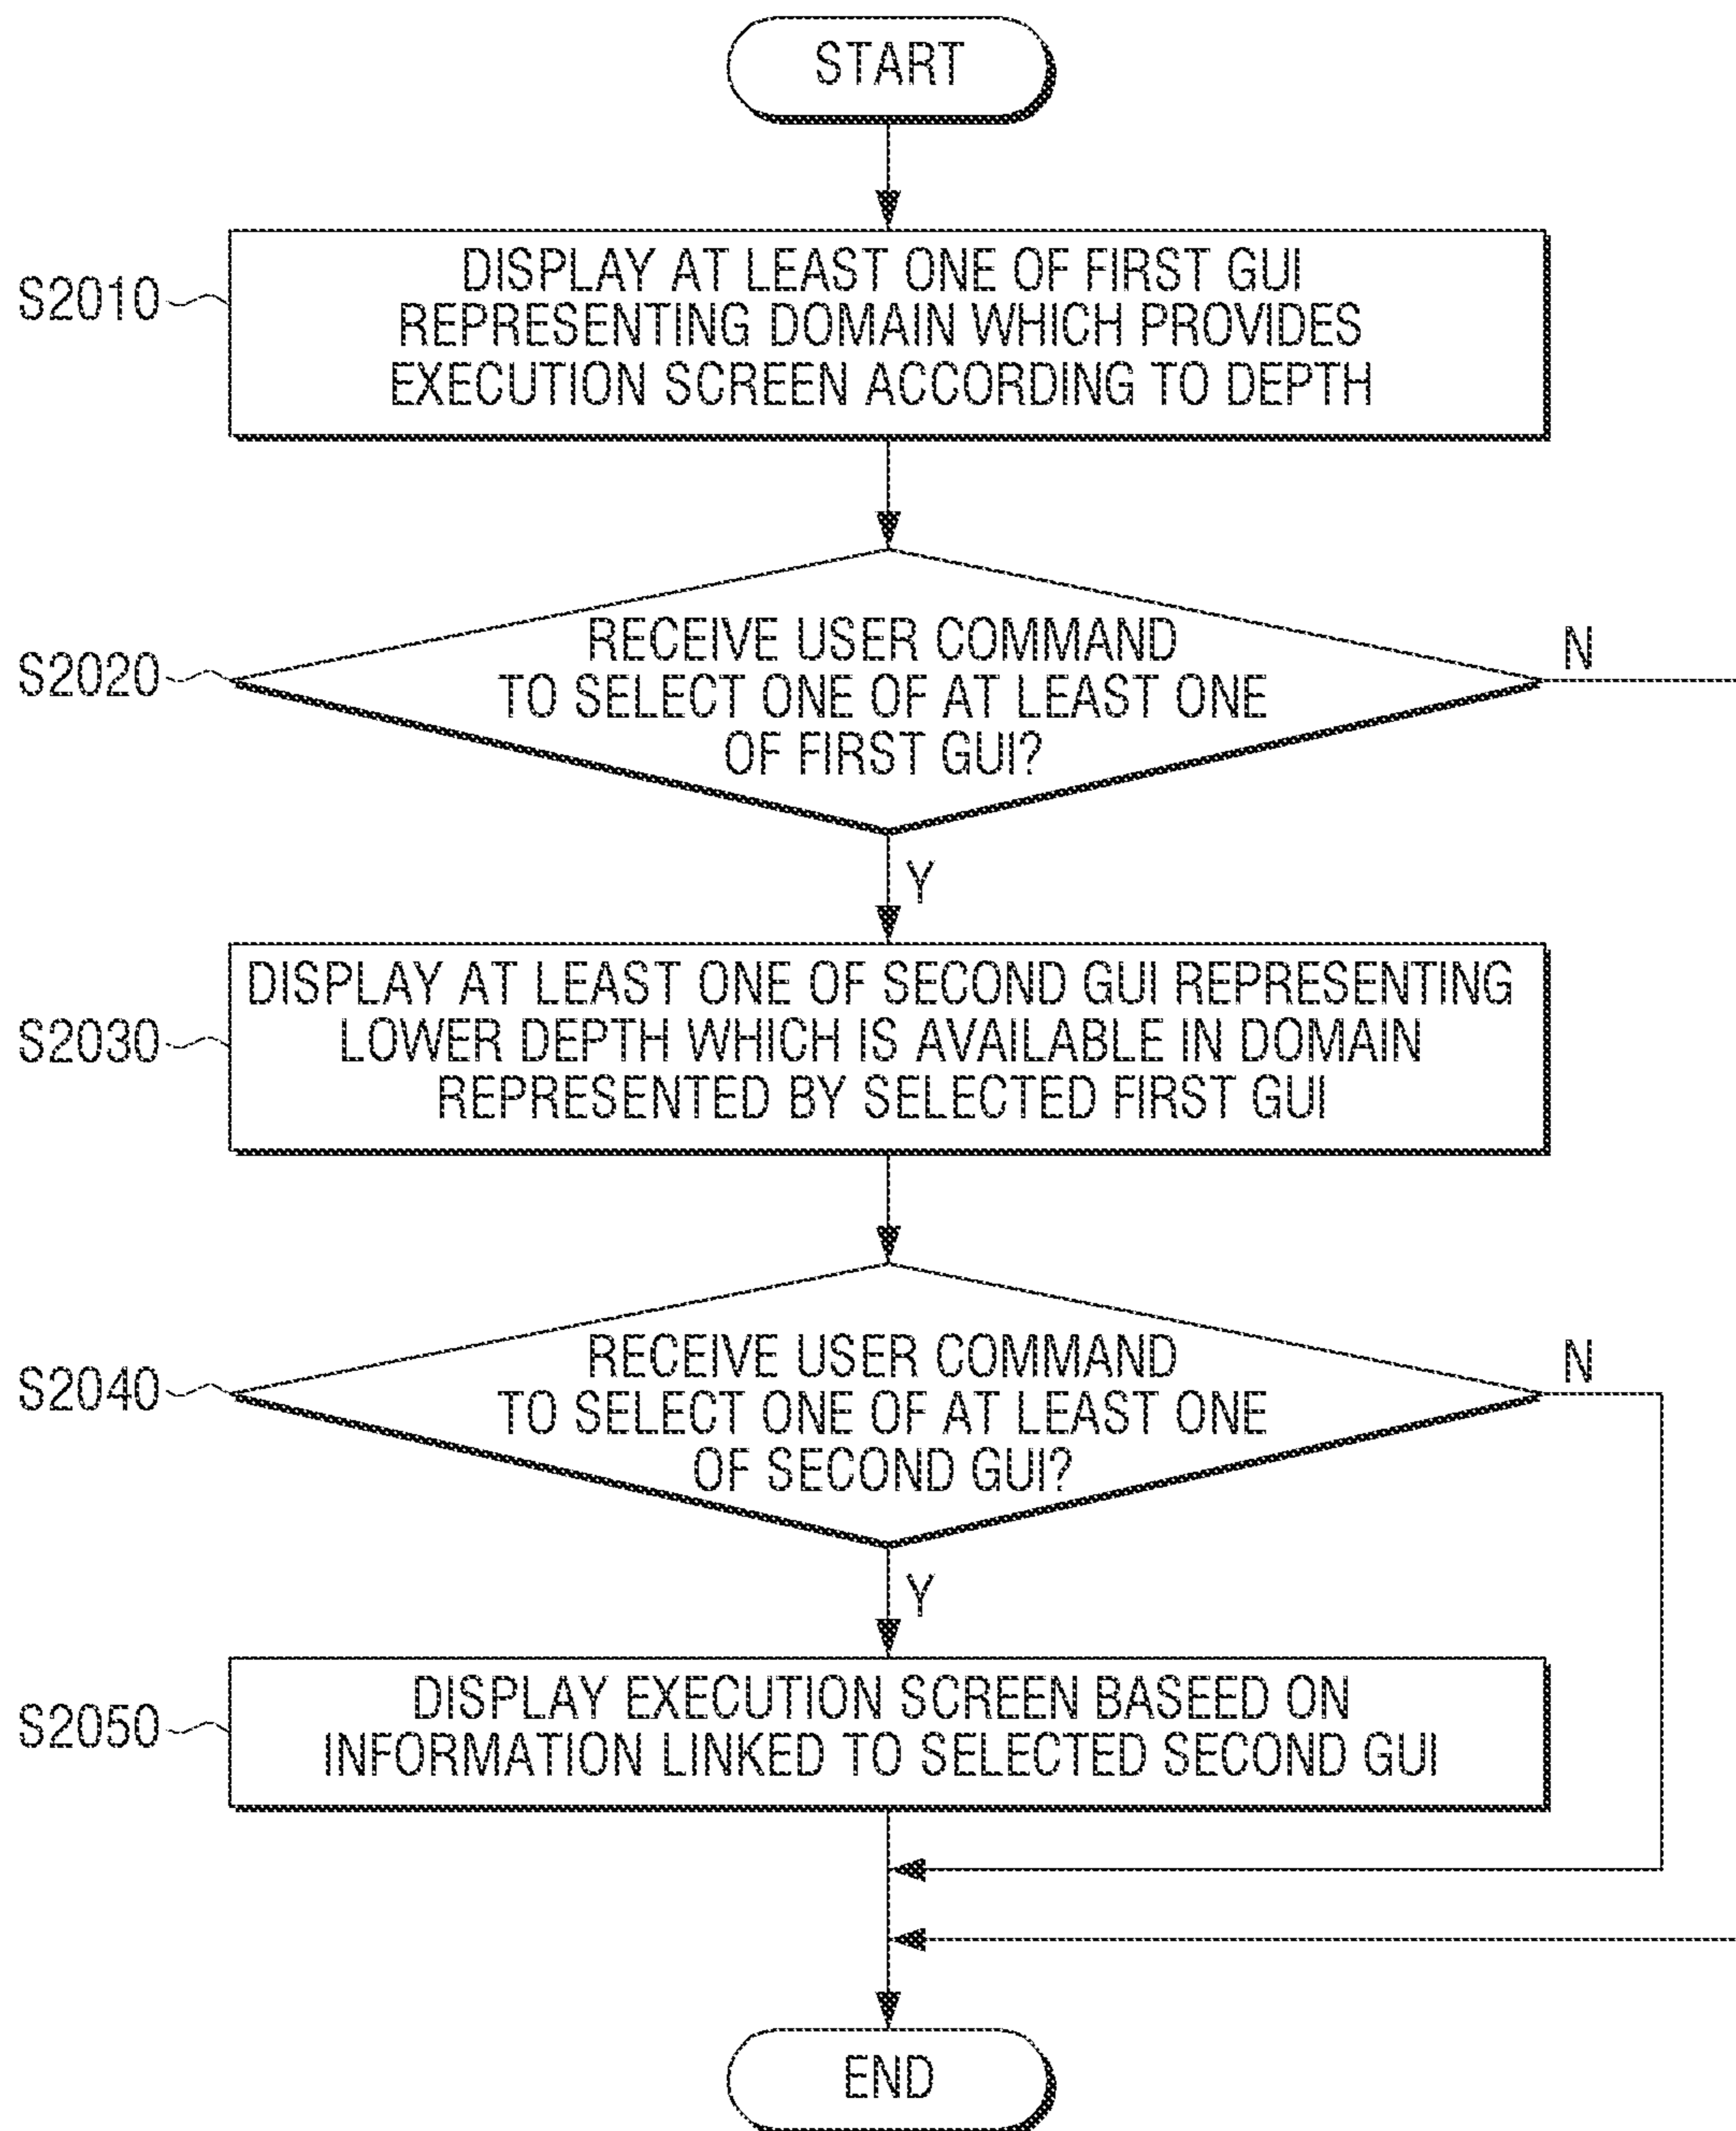 START
S2010
DISPLAY AT LEAST ONE OF FIRST GUI
REPRESENTING DOMAIN WHICH PROVIDES
EXECUTION SCREEN ACCORDING TO DEPTH
S2020
RECEIVE USER COMMAND
TO SELECT ONE OF AT LEAST ONE
OF FIRST GUI?
N
Y
S2030
DISPLAY AT LEAST ONE OF SECOND GUI REPRESENTING
LOWER DEPTH WHICH IS AVAILABLE IN DOMAIN
REPRESENTED BY SELECTED FIRST GUI
S2040
RECEIVE USER COMMAND
TO SELECT ONE OF AT LEAST ONE
OF SECOND GUI?
N
Y
S2050
DISPLAY EXECUTION SCREEN BASEED ON
INFORMATION LINKED TO SELECTED SECOND GUI
END